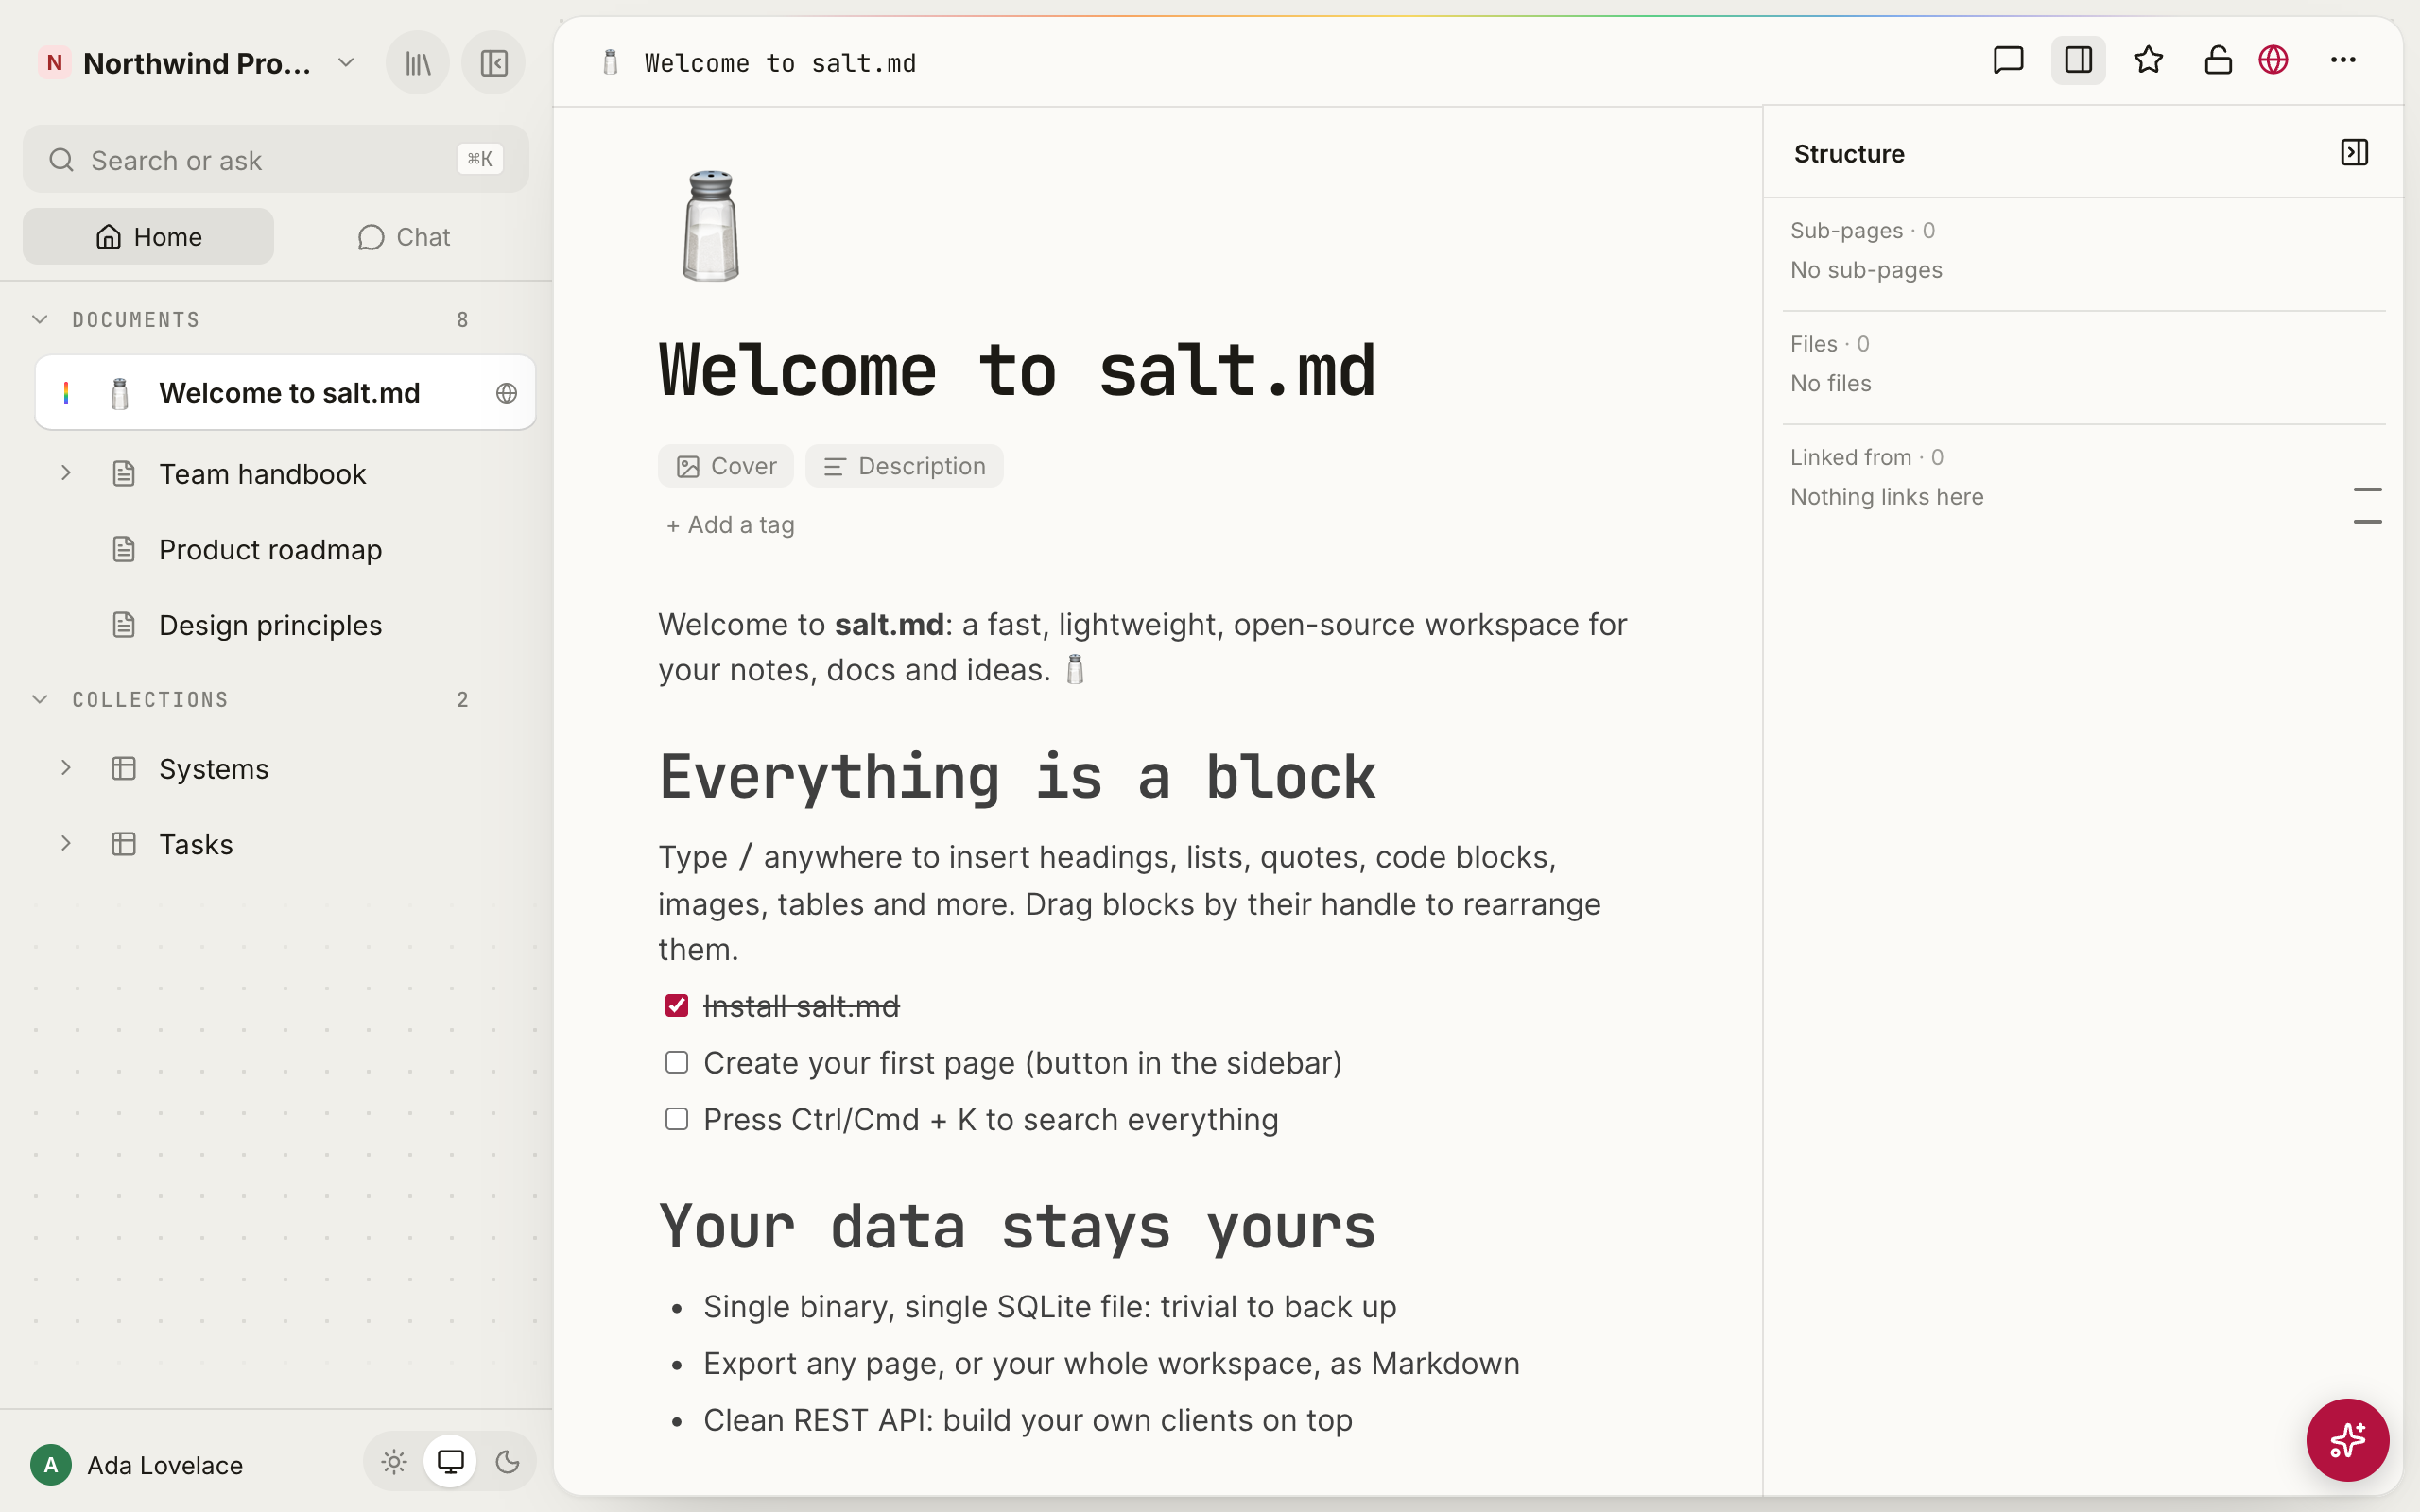 N Northwind Pro...
Search or ask ⌘K
Home Chat
DOCUMENTS 8
Welcome to salt.md
Team handbook
Product roadmap
Design principles
COLLECTIONS 2
Systems
Tasks
A Ada Lovelace
Welcome to salt.md
Welcome to salt.md
Cover Description
+ Add a tag
Welcome to salt.md: a fast, lightweight, open-source workspace for
your notes, docs and ideas.
Everything is a block
Type / anywhere to insert headings, lists, quotes, code blocks,
images, tables and more. Drag blocks by their handle to rearrange
them.
Install salt.md
Create your first page (button in the sidebar)
Press Ctrl/Cmd + K to search everything
Your data stays yours
• Single binary, single SQLite file: trivial to back up
• Export any page, or your whole workspace, as Markdown
• Clean REST API: build your own clients on top
Structure
Sub-pages · 0
No sub-pages
Files · 0
No files
Linked from · 0
Nothing links here